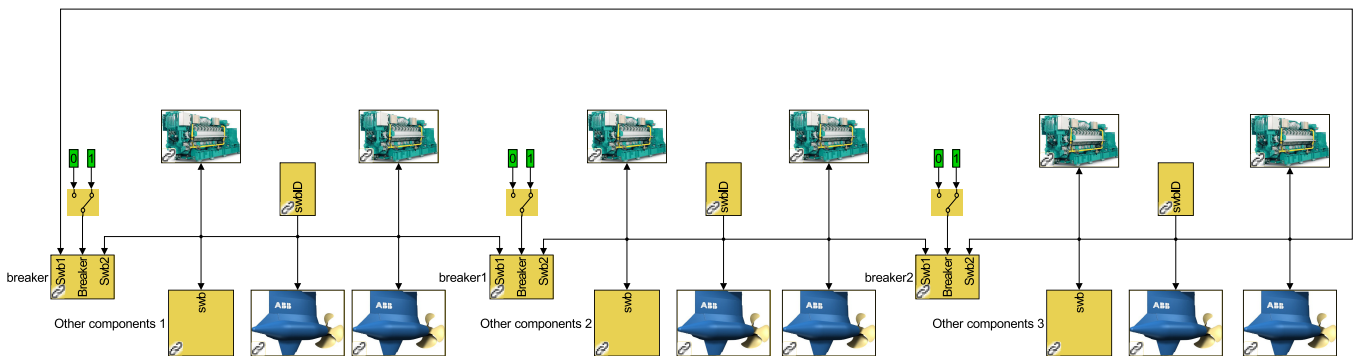 0 1
0 1
0 1
swbID
swbID
swbID
breaker
Swb1
Breaker
Swb2
breaker1
Swb1
Breaker
Swb2
breaker2
Swb1
Breaker
Swb2
Other components 1
swb
ABB
ABB
Other components 2
swb
ABB
ABB
Other components 3
swb
ABB
ABB